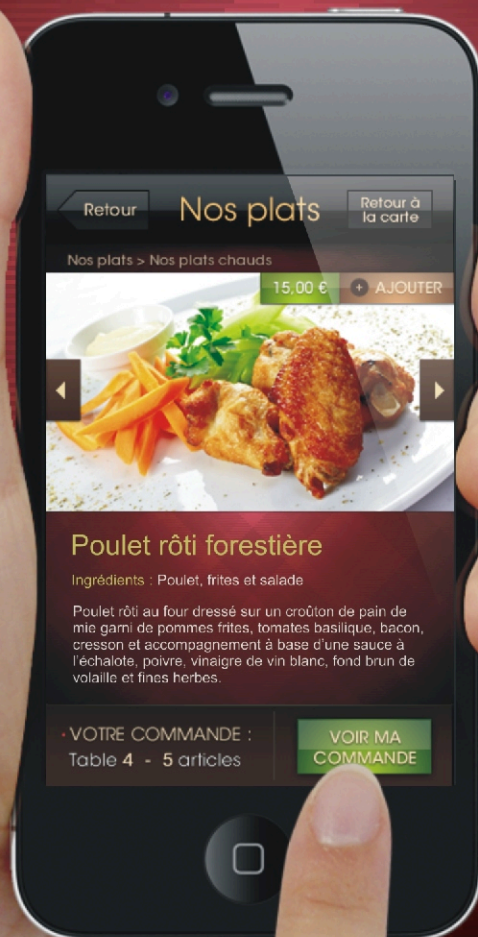 Retour
Nos plats
Retour à
la carte
Nos plats > Nos plats chauds
15,00 €
+ AJOUTER
Poulet rôti forestière
Ingrédients : Poulet, frites et salade
Poulet rôti au four dressé sur un croûton de pain de
mie garni de pommes frites, tomates basilique, bacon,
cresson et accompagnement à base d'une sauce à
l'échalote, poivre, vinaigre de vin blanc, fond brun de
volaille et fines herbes.
VOTRE COMMANDE :
Table 4 - 5 articles
VOIR MA
COMMANDE